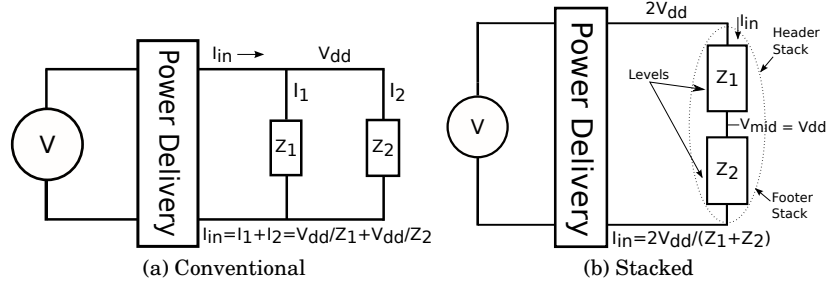 V
Power Delivery
Iin
Vdd
I1
I2
Z1
Z2
Iin=I1+I2=Vdd/Z1+Vdd/Z2
(a) Conventional
V
Power Delivery
2Vdd
Iin
Header
Stack
Levels
Z1
Vmid = Vdd
Z2
Footer
Stack
Iin=2Vdd/(Z1+Z2)
(b) Stacked